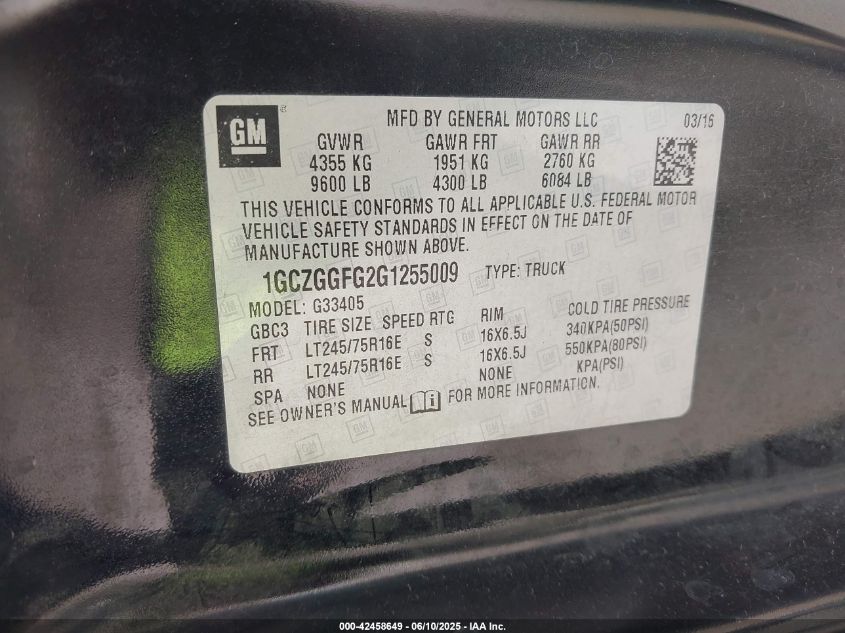 GM ®
MFD BY GENERAL MOTORS LLC 03/16
GVWR GAWR FRT GAWR RR
4355 KG 1951 KG 2760 KG
9600 LB 4300 LB 6084 LB
THIS VEHICLE CONFORMS TO ALL APPLICABLE U.S. FEDERAL MOTOR
VEHICLE SAFETY STANDARDS IN EFFECT ON THE DATE OF
MANUFACTURE SHOWN ABOVE.
1GCZGGFG2G1255009 TYPE: TRUCK
MODEL: G33405
GBC3 TIRE SIZE SPEED RTG RIM COLD TIRE PRESSURE
FRT LT245/75R16E S 16X6.5J 340KPA(50PSI)
RR LT245/75R16E S 16X6.5J 550KPA(80PSI)
SPA NONE NONE KPA(PSI)
SEE OWNER'S MANUAL FOR MORE INFORMATION.
000-42458649 - 06/10/2025 - IAA Inc.